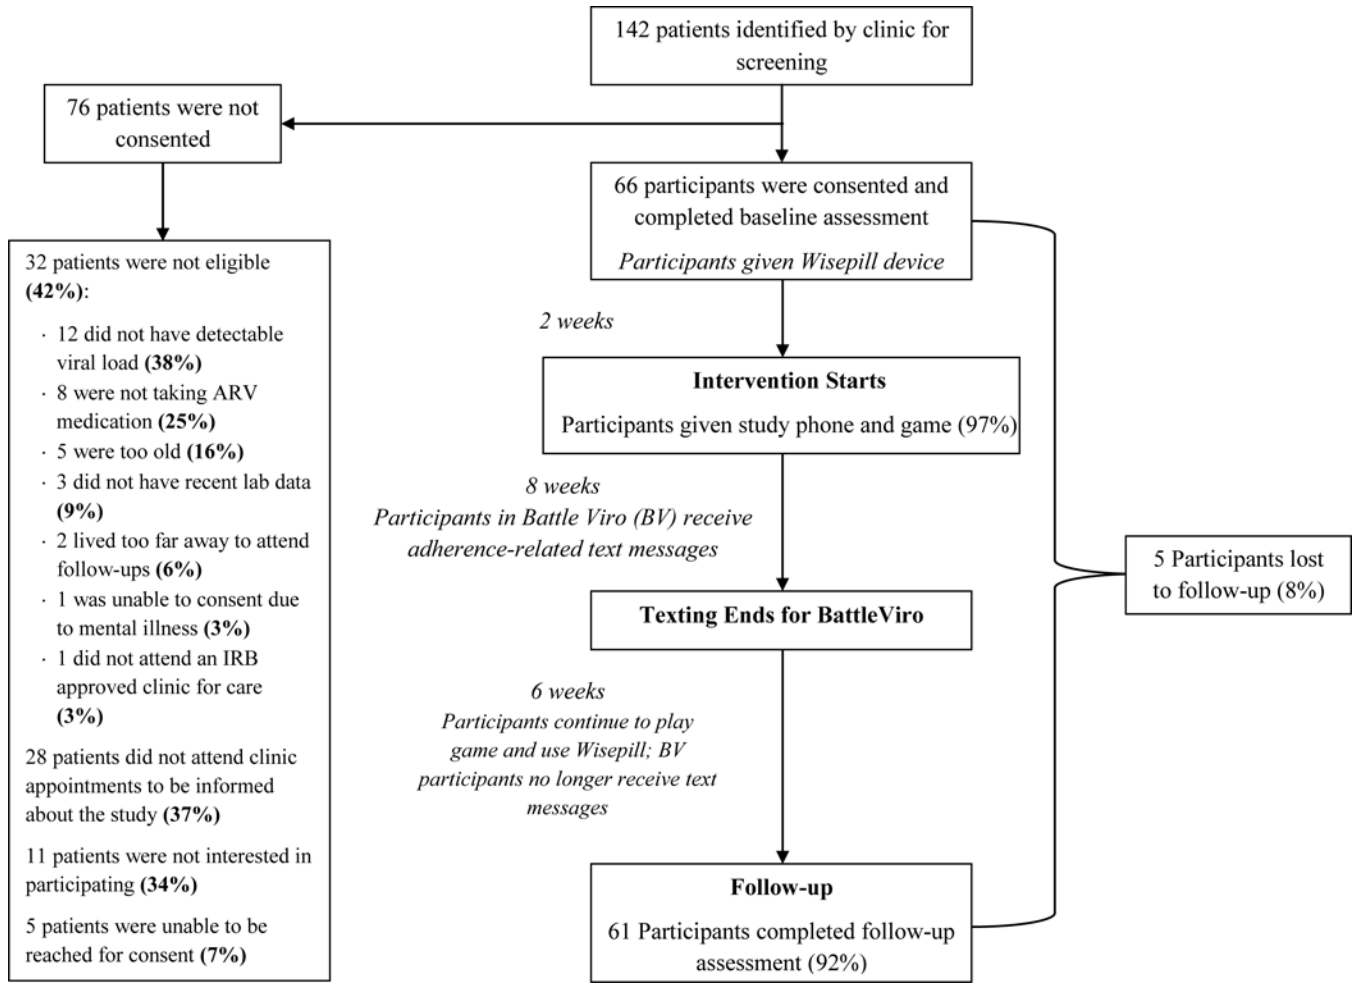 142 patients identified by clinic for
screening
76 patients were not
consented
66 participants were consented and
completed baseline assessment
Participants given Wisepill device
32 patients were not eligible
(42%):
· 12 did not have detectable
viral load (38%)
· 8 were not taking ARV
medication (25%)
· 5 were too old (16%)
· 3 did not have recent lab data
(9%)
· 2 lived too far away to attend
follow-ups (6%)
· 1 was unable to consent due
to mental illness (3%)
· 1 did not attend an IRB
approved clinic for care
(3%)
28 patients did not attend clinic
appointments to be informed
about the study (37%)
11 patients were not interested in
participating (34%)
5 patients were unable to be
reached for consent (7%)
2 weeks
Intervention Starts
Participants given study phone and game (97%)
8 weeks
Participants in Battle Viro (BV) receive
adherence-related text messages
Texting Ends for BattleViro
6 weeks
Participants continue to play
game and use Wisepill; BV
participants no longer receive text
messages
Follow-up
61 Participants completed follow-up
assessment (92%)
5 Participants lost
to follow-up (8%)